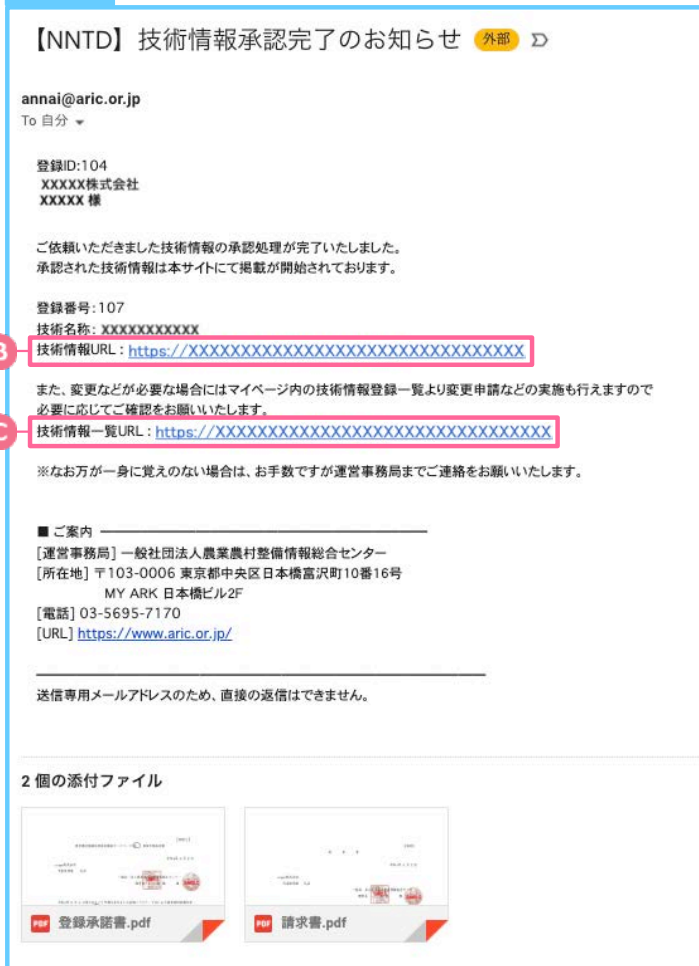 【NNTD】技術情報承認完了のお知らせ 外部
annai@aric.or.jp
To 自分
登録ID:104
XXXXX株式会社
XXXXX 様
ご依頼いただきました技術情報の承認処理が完了いたしました。
承認された技術情報は本サイトにて掲載が開始されております。
登録番号:107
技術名称: XXXXXXXXXXX
B
技術情報URL : https://XXXXXXXXXXXXXXXXXXXXXXXXXXXXXXXX
また、変更などが必要な場合にはマイページ内の技術情報登録一覧より変更申請などの実施も行えますので
必要に応じてご確認をお願いいたします。
C
技術情報一覧URL : https://XXXXXXXXXXXXXXXXXXXXXXXXXXXXXXXX
※なお万が一身に覚えのない場合は、お手数ですが運営事務局までご連絡をお願いいたします。
■ ご案内
[運営事務局] 一般社団法人農業農村整備情報総合センター
[所在地] 〒103-0006 東京都中央区日本橋富沢町10番16号
MY ARK 日本橋ビル2F
[電話] 03-5695-7170
[URL] https://www.aric.or.jp/
送信専用メールアドレスのため、直接の返信はできません。
2 個の添付ファイル
PDF 登録承諾書.pdf
PDF 請求書.pdf